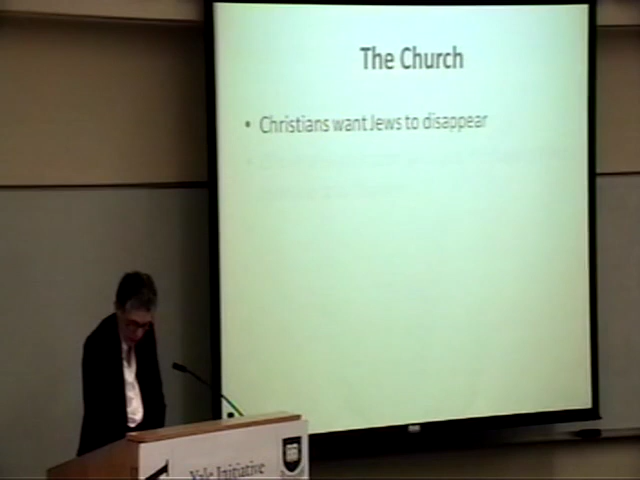 The Church
• Christians want Jews to disappear
Yale Initiative